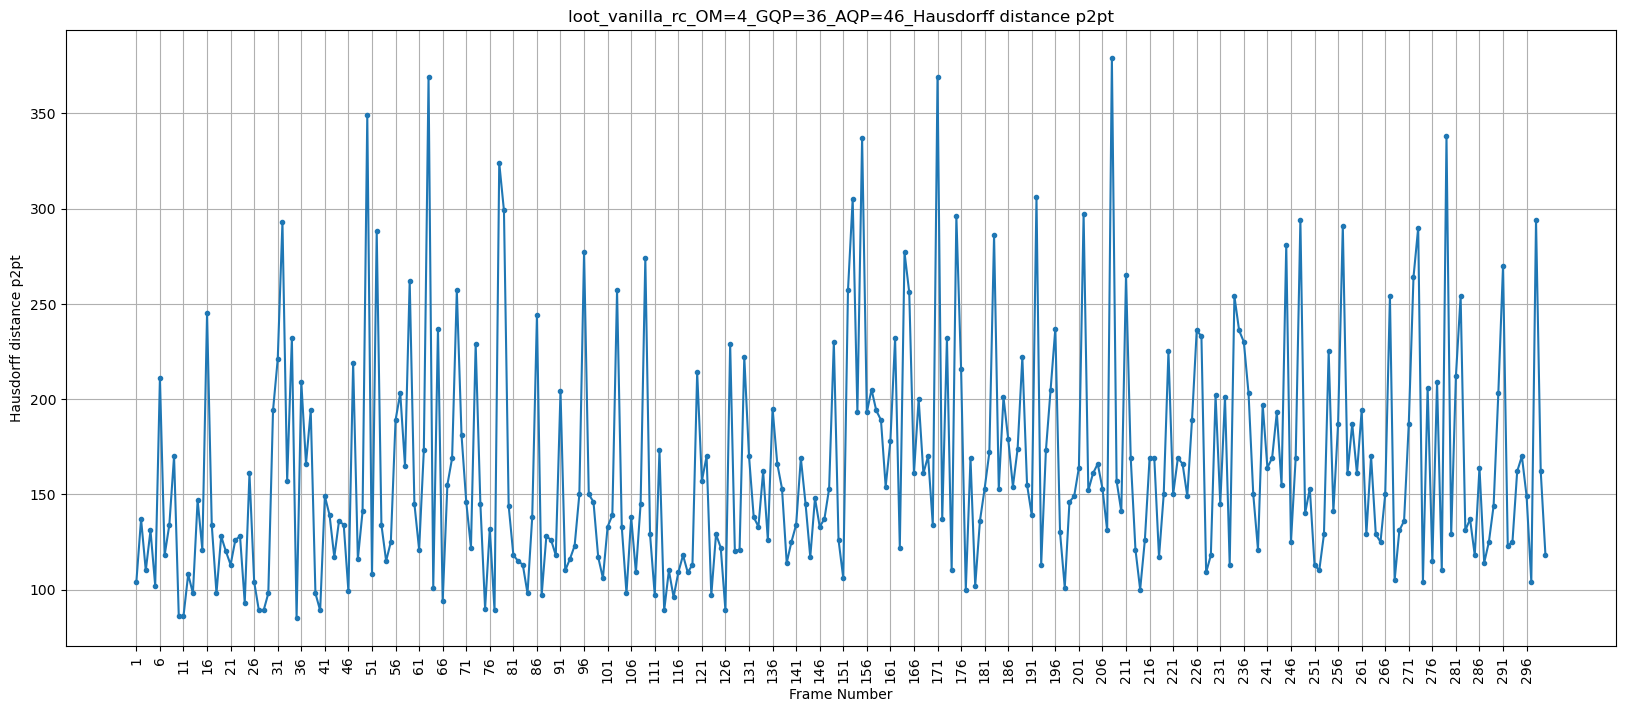 loot_vanilla_rc_OM=4_GQP=36_AQP=46_Hausdorff distance p2pt
Hausdorff distance p2pt
350
300
250
200
150
100
1 6 11 16 21 26 31 36 41 46 51 56 61 66 71 76 81 86 91 96 101 106 111 116 121 126 131 136 141 146 151 156 161 166 171 176 181 186 191 196 201 206 211 216 221 226 231 236 241 246 251 256 261 266 271 276 281 286 291 296
Frame Number